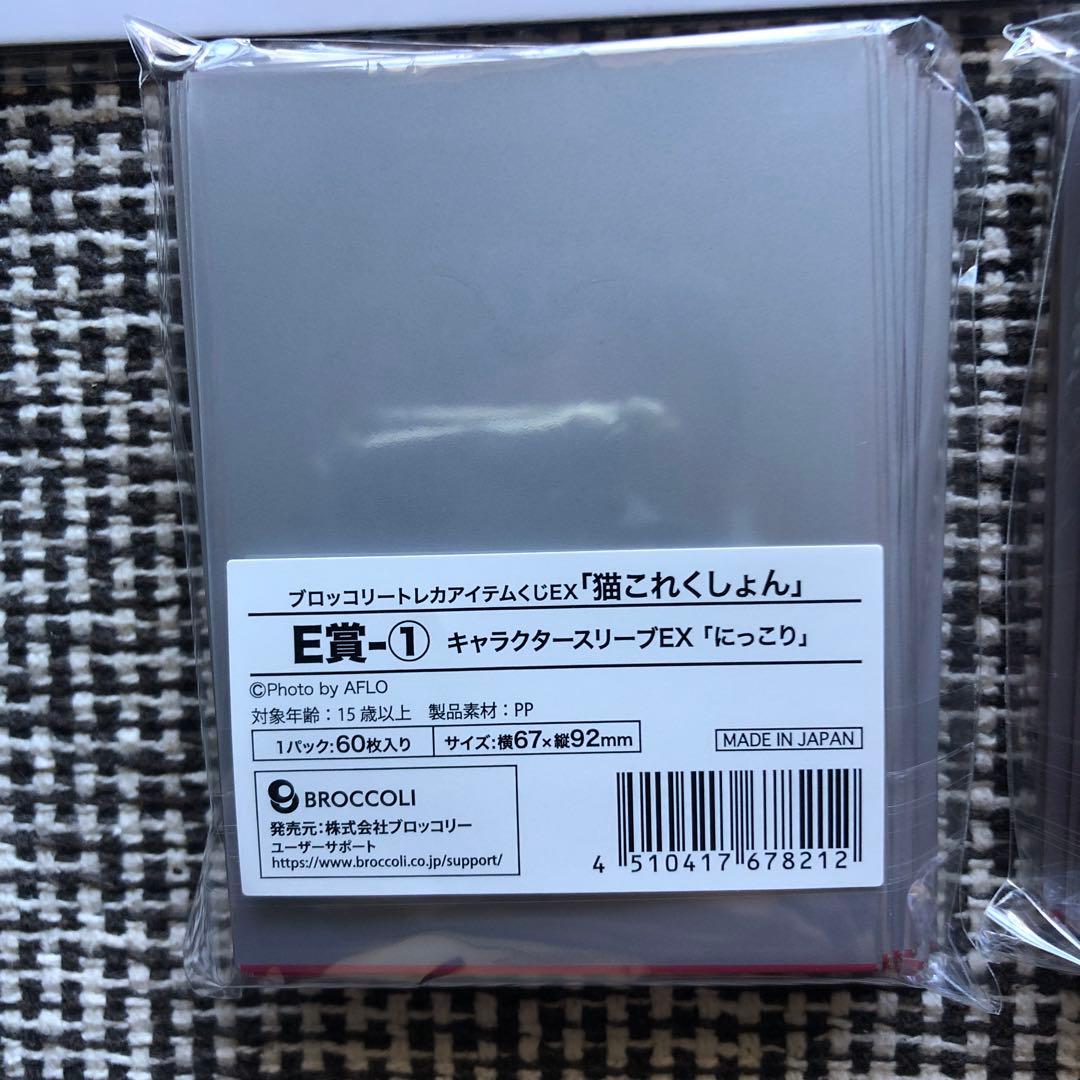 ブロッコリートレカアイテムくじEX「猫これくしょん」
E賞-① キャラクタースリーブEX「にっこり」
©Photo by AFLO
対象年齢：15歳以上　製品素材：PP
1パック:60枚入り サイズ:横67×縦92mm MADE IN JAPAN
BROCCOLI
発売元:株式会社ブロッコリー
ユーザーサポート
https://www.broccoli.co.jp/support/
4 510417 678212